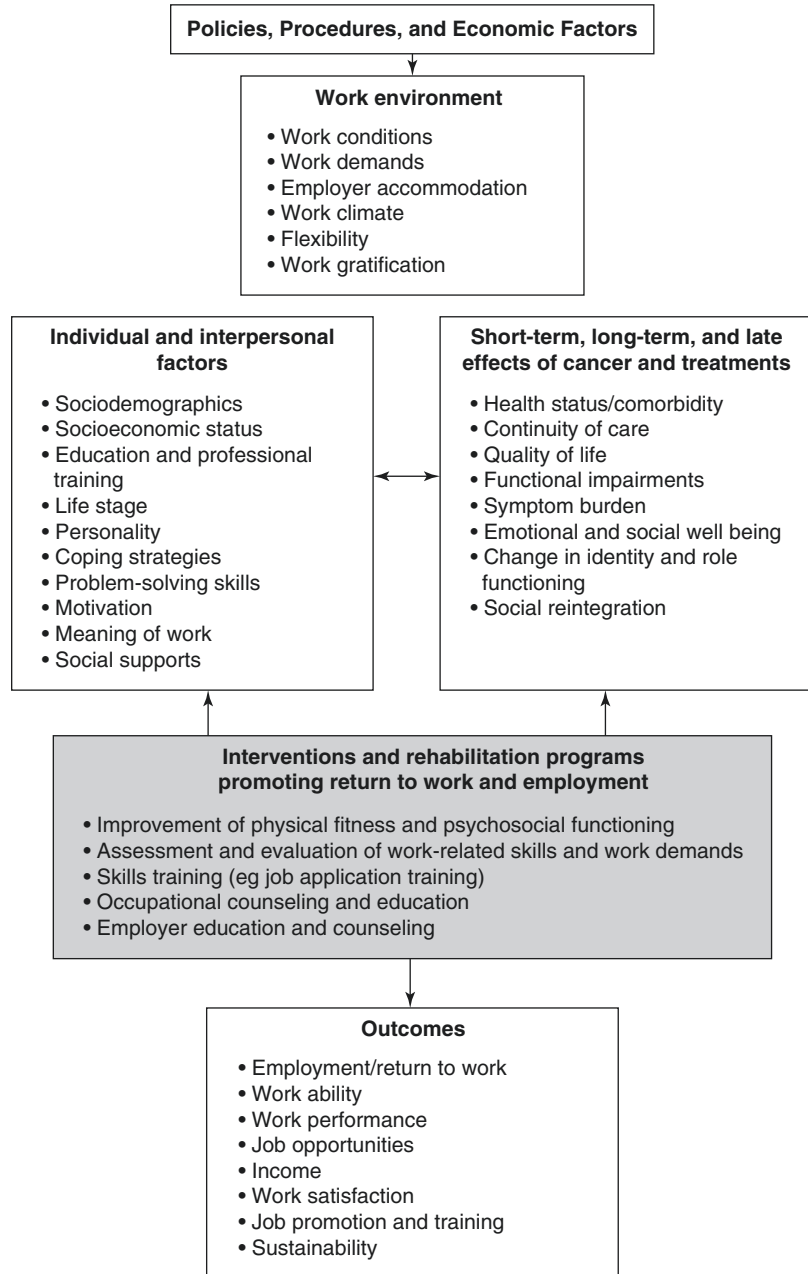 Policies, Procedures, and Economic Factors
Work environment
• Work conditions
• Work demands
• Employer accommodation
• Work climate
• Flexibility
• Work gratification
Individual and interpersonal
factors
• Sociodemographics
• Socioeconomic status
• Education and professional
training
• Life stage
• Personality
• Coping strategies
• Problem-solving skills
• Motivation
• Meaning of work
• Social supports
Short-term, long-term, and late
effects of cancer and treatments
• Health status/comorbidity
• Continuity of care
• Quality of life
• Functional impairments
• Symptom burden
• Emotional and social well being
• Change in identity and role
functioning
• Social reintegration
Interventions and rehabilitation programs
promoting return to work and employment
• Improvement of physical fitness and psychosocial functioning
• Assessment and evaluation of work-related skills and work demands
• Skills training (eg job application training)
• Occupational counseling and education
• Employer education and counseling
Outcomes
• Employment/return to work
• Work ability
• Work performance
• Job opportunities
• Income
• Work satisfaction
• Job promotion and training
• Sustainability